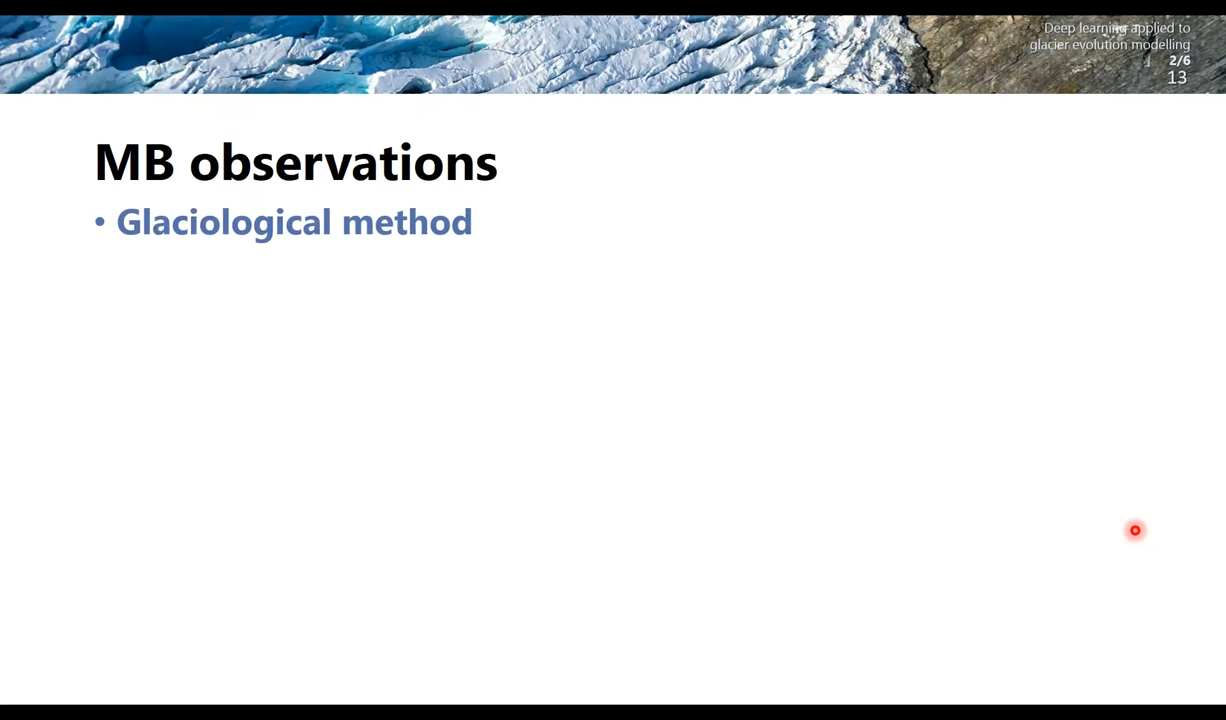 Deep learning applied to
glacier evolution modelling
2/6
13
MB observations
• Glaciological method